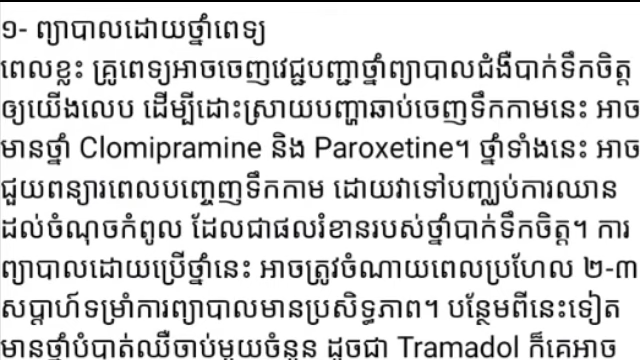 ១- ព្យាបាលដោយថ្នាំពេទ្យ
ពេលខ្លះ គ្រូពេទ្យអាចចេញវេជ្ជបញ្ជាថ្នាំព្យាបាលជំងឺបាក់ទឹកចិត្ត
ឲ្យយើងលេប ដើម្បីដោះស្រាយបញ្ហាឆាប់ចេញទឹកកាមនេះ អាច
មានថ្នាំ Clomipramine និង Paroxetine។ ថ្នាំទាំងនេះ អាច
ជួយពន្យារពេលបញ្ចេញទឹកកាម ដោយវាទៅបញ្ឈប់ការឈាន
ដល់ចំណុចកំពូល ដែលជាផលរំខានរបស់ថ្នាំបាក់ទឹកចិត្ត។ ការ
ព្យាបាលដោយប្រើថ្នាំនេះ អាចត្រូវចំណាយពេលប្រហែល ២-៣
សប្តាហ៍ទម្រាំការព្យាបាលមានប្រសិទ្ធភាព។ បន្ថែមពីនេះទៀត
មានថ្នាំបំបាត់ឈឺចាប់មួយចំនួន ដូចជា Tramadol ក៏គេអាច